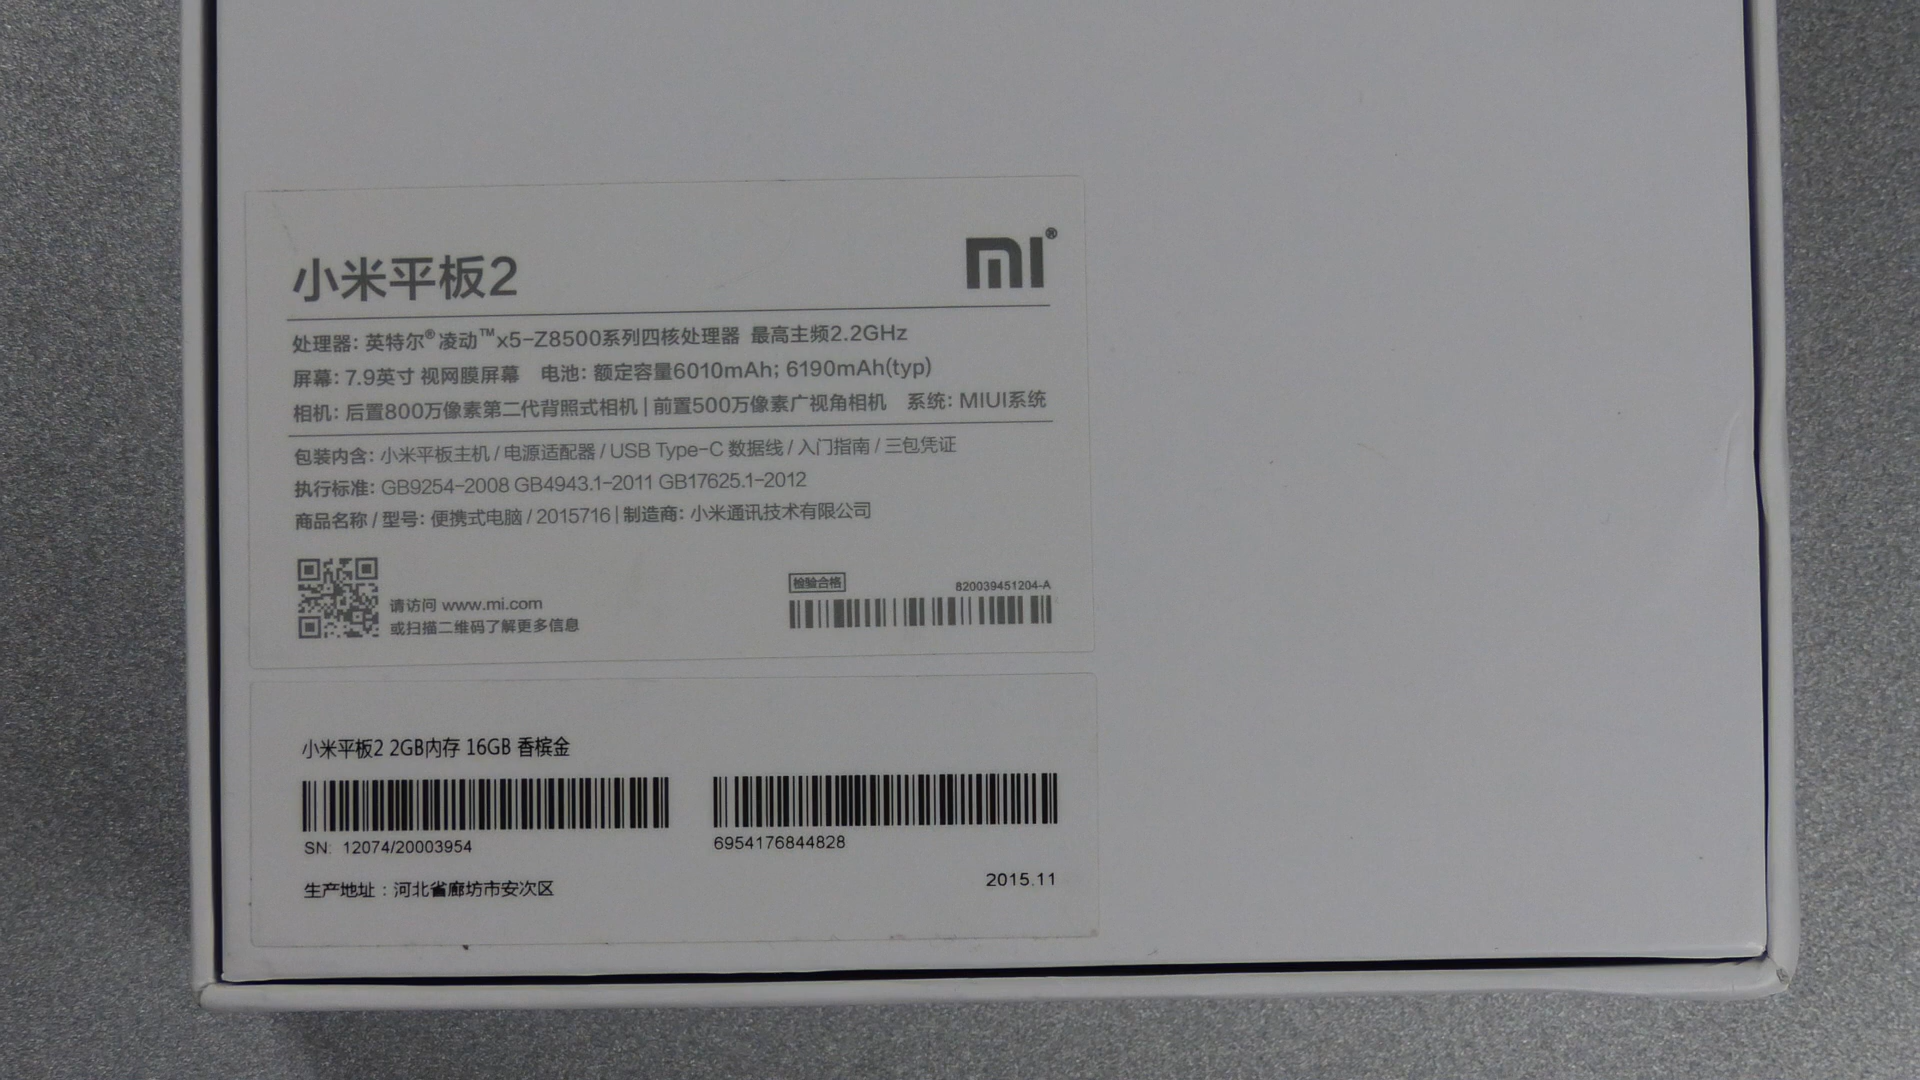 小米平板2
mi®
处理器: 英特尔®凌动™x5-Z8500系列四核处理器 最高主频2.2GHz
屏幕: 7.9英寸 视网膜屏幕 电池: 额定容量6010mAh; 6190mAh(typ)
相机: 后置800万像素第二代背照式相机 | 前置500万像素广视角相机 系统: MIUI系统
包装内含: 小米平板主机 / 电源适配器 / USB Type-C 数据线 / 入门指南 / 三包凭证
执行标准: GB9254-2008 GB4943.1-2011 GB17625.1-2012
商品名称 / 型号: 便携式电脑 / 2015716 | 制造商: 小米通讯技术有限公司
请访问 www.mi.com
或扫描二维码了解更多信息
检验合格
820039451204-A
小米平板2 2GB内存 16GB 香槟金
SN: 12074/20003954
6954176844828
生产地址：河北省廊坊市安次区
2015.11